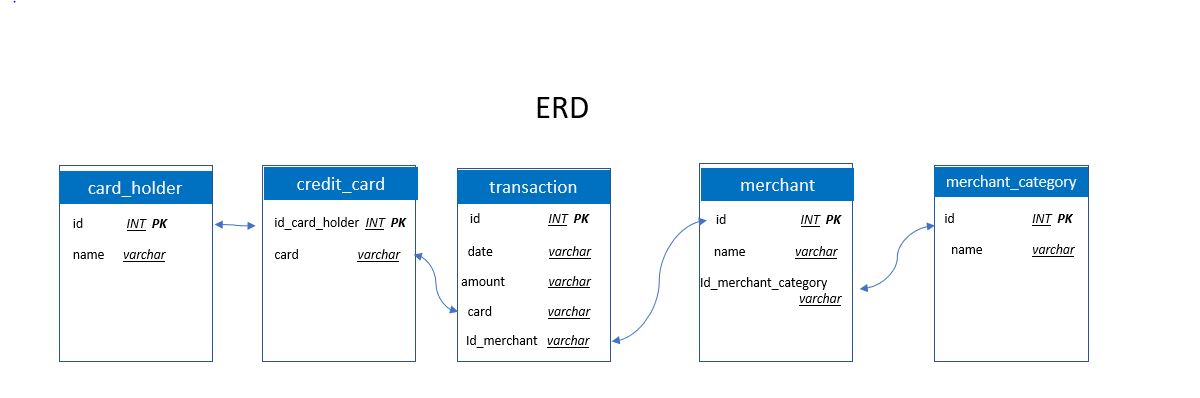 ERD
card_holder
id INT PK
name varchar
credit_card
id_card_holder INT PK
card varchar
transaction
id INT PK
date varchar
amount varchar
card varchar
Id_merchant varchar
merchant
id INT PK
name varchar
Id_merchant_category
varchar
merchant_category
id INT PK
name varchar